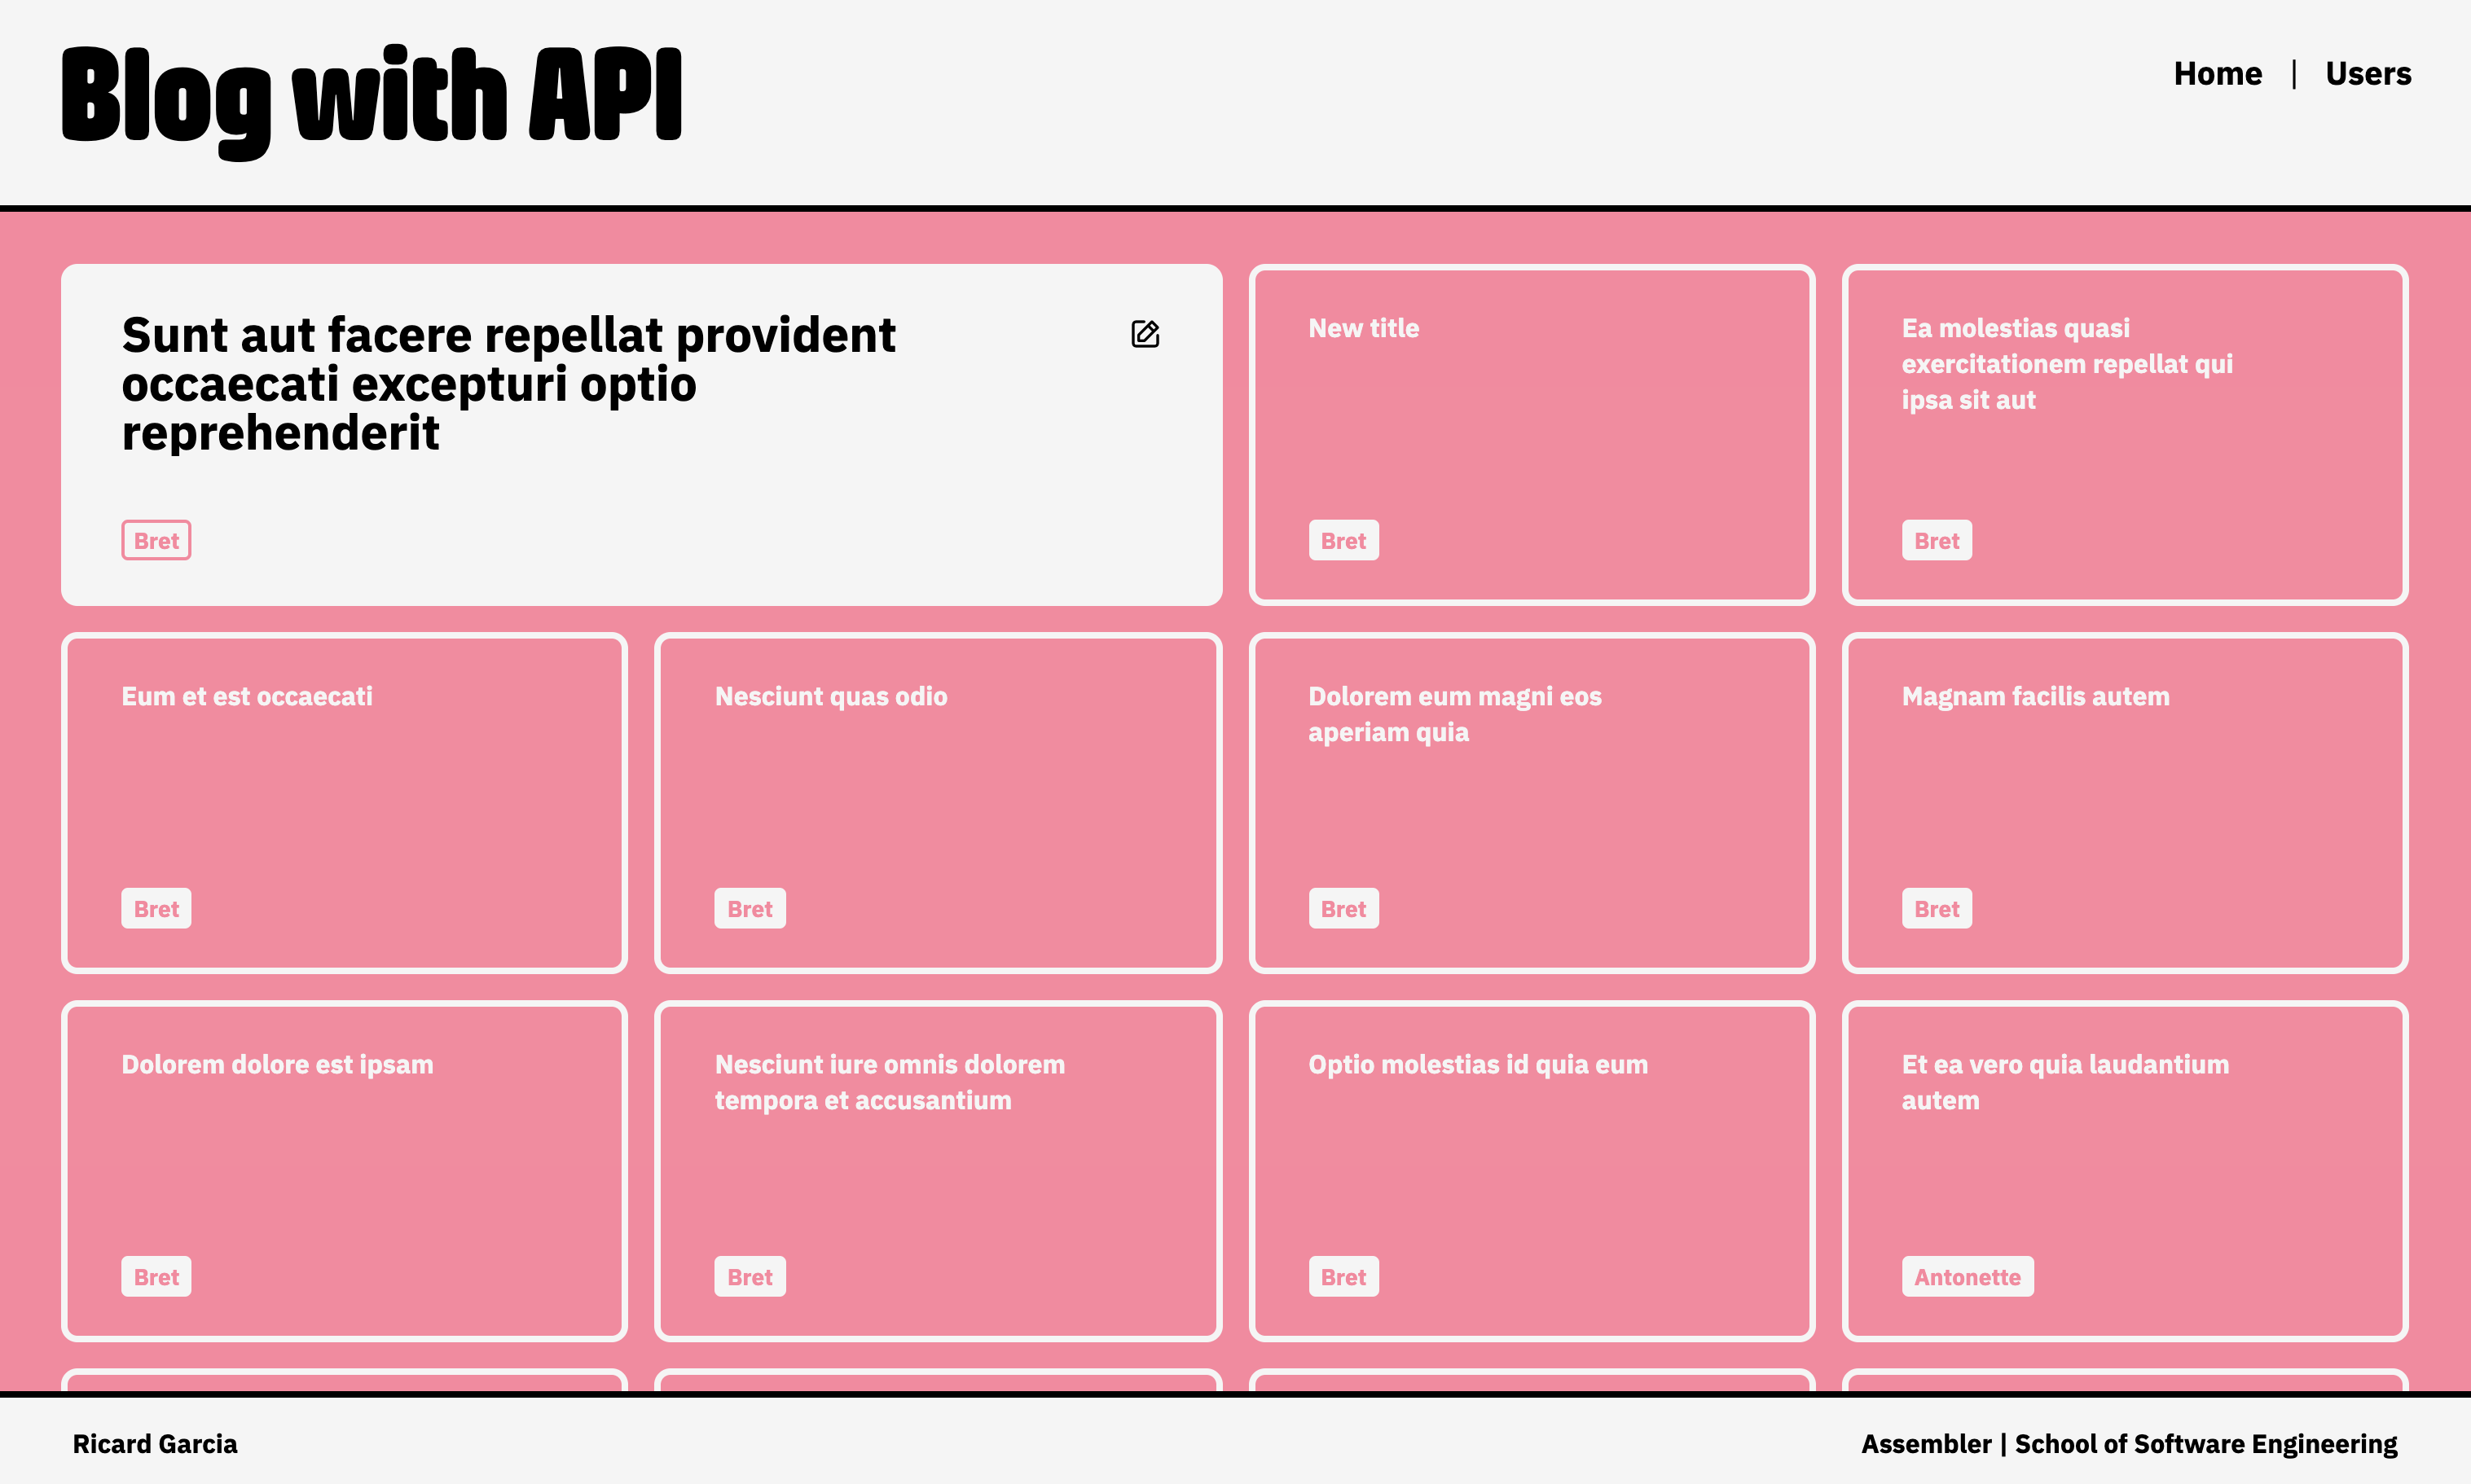 Blog with API
Home | Users
Sunt aut facere repellat provident
occaecati excepturi optio
reprehenderit
Bret
New title
Bret
Ea molestias quasi
exercitationem repellat qui
ipsa sit aut
Bret
Eum et est occaecati
Bret
Nesciunt quas odio
Bret
Dolorem eum magni eos
aperiam quia
Bret
Magnam facilis autem
Bret
Dolorem dolore est ipsam
Bret
Nesciunt iure omnis dolorem
tempora et accusantium
Bret
Optio molestias id quia eum
Bret
Et ea vero quia laudantium
autem
Antonette
Ricard Garcia
Assembler | School of Software Engineering